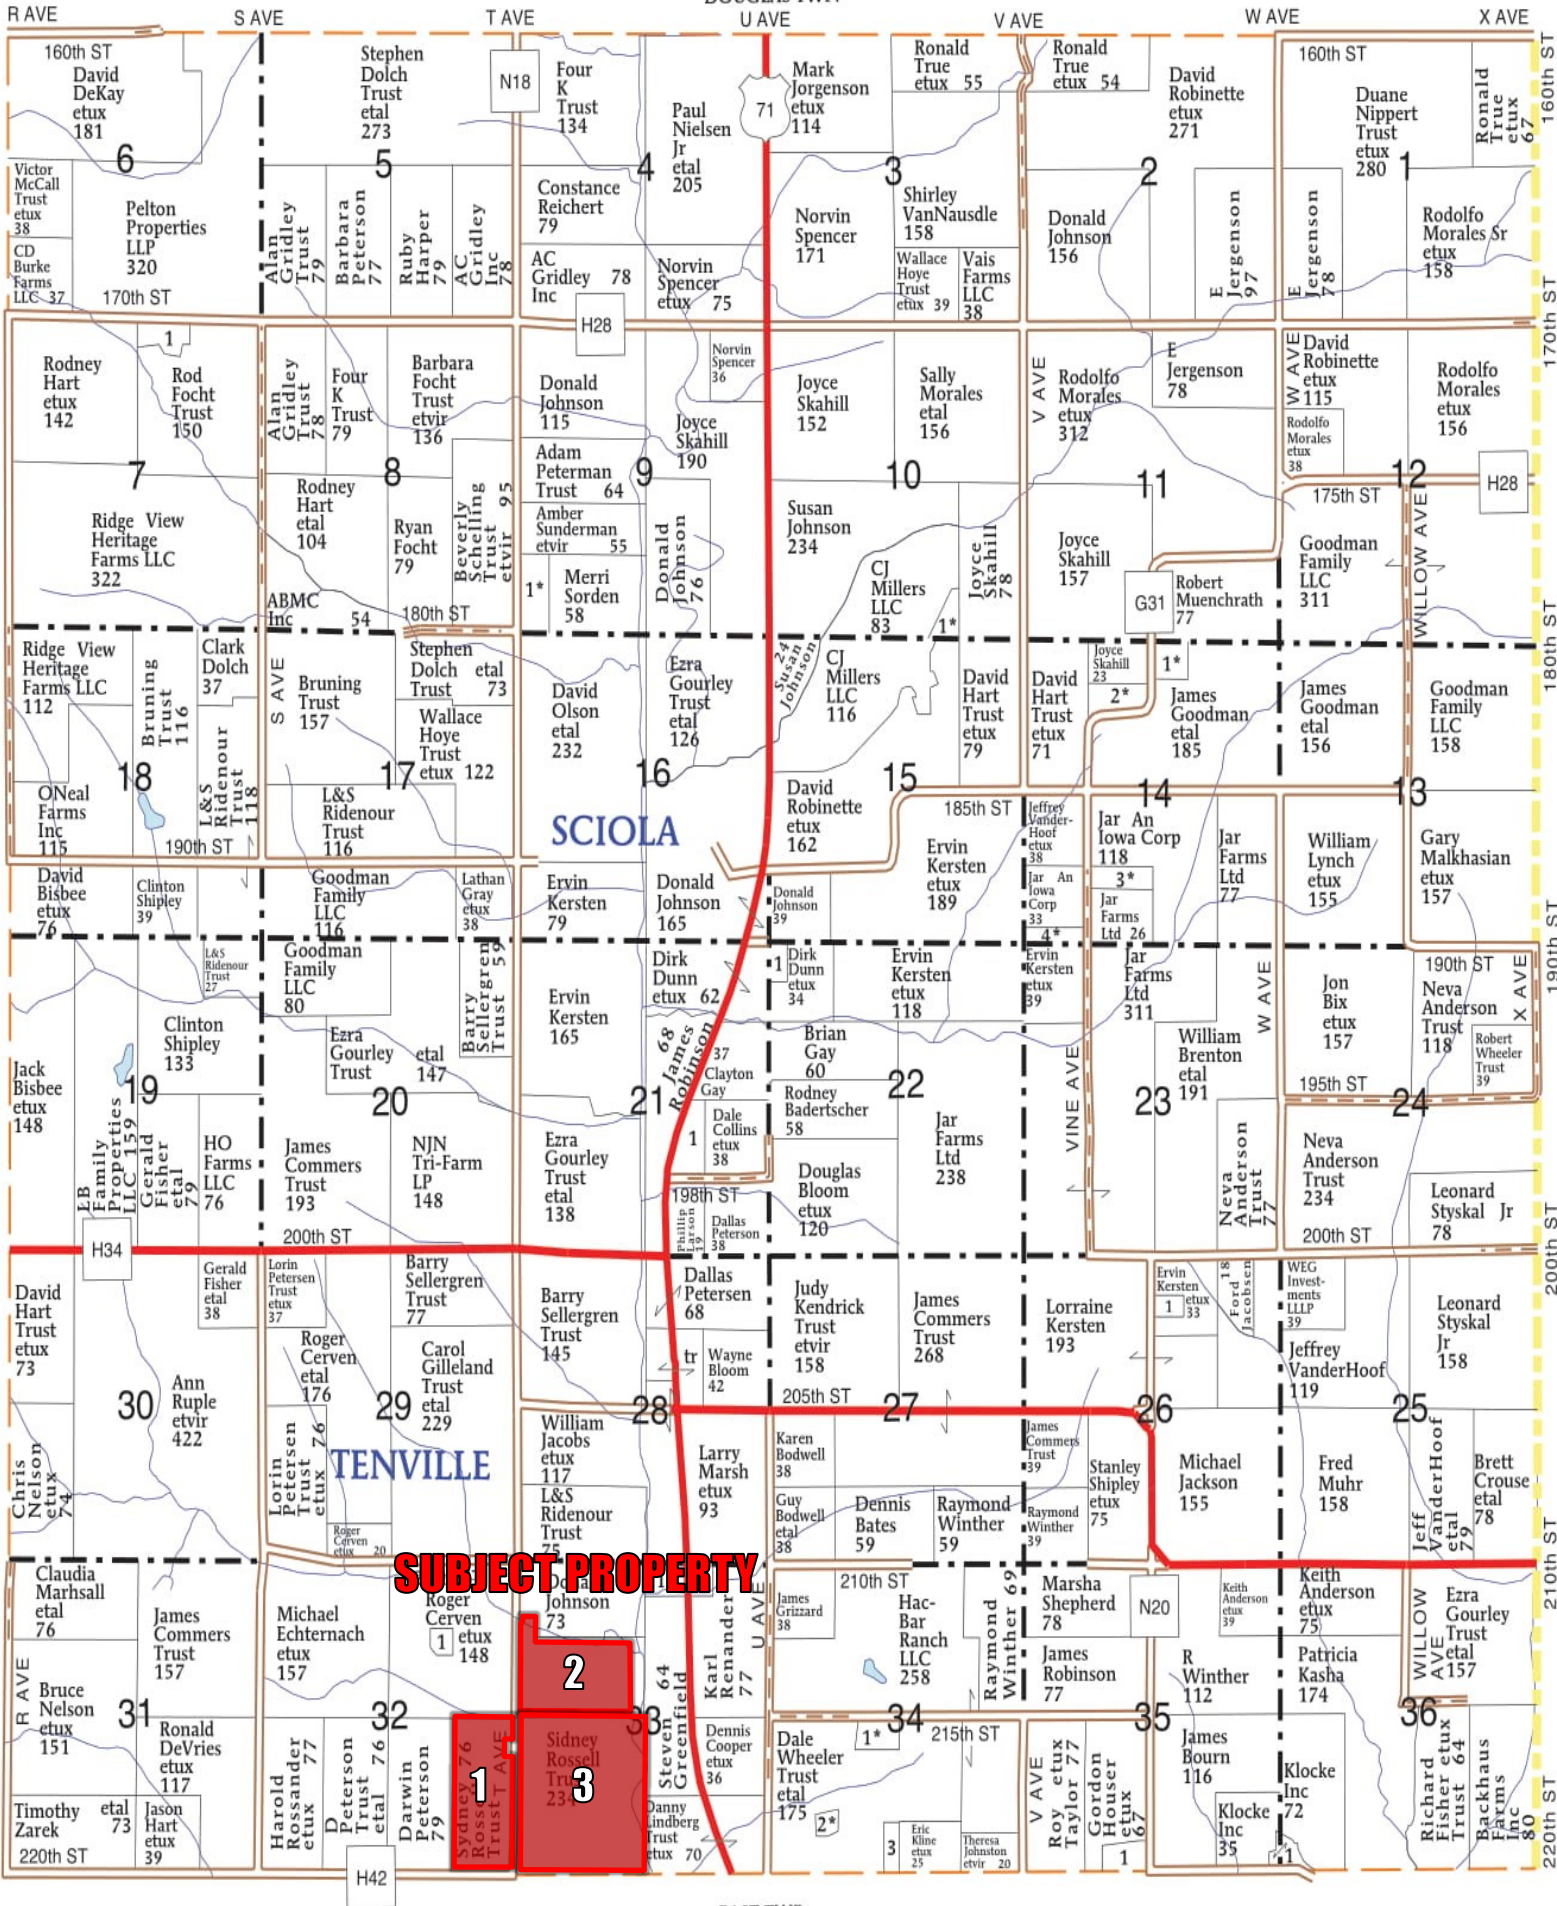 R AVE
S AVE
T AVE
U AVE
V AVE
W AVE
X AVE
160th ST
David
DeKay
etux
181
6
Victor
McCall
Trust
etux
38
Pelton
Properties
LLP
320
CD
Burke
Farms
LLC 37
170th ST
Stephen
Dolch
Trust
etal
273
5
Alan
Gridley
Trust
79
Barbara
Peterson
77
Ruby
Harper
79
AC
Gridley
Inc
78
N18
Four
K
Trust
134
4
Paul
Nielsen
Jr
etal
205
Constance
Reichert
79
AC
Gridley 78
Inc
Norvin
Spencer
etux 75
H28
71
Mark
Jorgenson
etux
114
Ronald
True
etux 55
3
Norvin
Spencer
171
Shirley
VanNausdle
158
Wallace
Hoye
Trust
etux 39
Vais
Farms
LLC
38
Ronald
True
etux 54
David
Robinette
etux
271
2
Donald
Johnson
156
E
Jergenson
97
160th ST
Duane
Nippert
Trust
etux
280
1
Ronald
True
etux
67
E
Jergenson
78
Rodolfo
Morales Sr
etux
158
160th ST
170th ST
Rodney
Hart
etux
142
1
Rod
Focht
Trust
150
7
Ridge View
Heritage
Farms LLC
322
Alan
Gridley
Trust
78
Four
K
Trust
79
Barbara
Focht
Trust
etvir
136
8
Rodney
Hart
etal
104
Ryan
Focht
79
Beverly
Schelling
Trust
etvir 95
ABMC
Inc 54
180th ST
Donald
Johnson
115
Adam
Peterman
Trust 64
Amber
Sunderman
etvir 55
1*
Merri
Sorden
58
9
Norvin
Spencer
36
Joyce
Skahill
190
Donald
Johnson
76
Joyce
Skahill
152
Sally
Morales
etal
156
10
Susan
Johnson
234
CJ
Millers
LLC
83
1*
Joyce
Skahill
78
V AVE
Rodolfo
Morales
etux
312
E
Jergenson
78
11
Joyce
Skahill
157
G31
Robert
Muenchrath
77
W AVE
David
Robinette
etux
115
Rodolfo
Morales
etux
38
Rodolfo
Morales
etux
156
12
175th ST
H28
Goodman
Family
LLC
311
WILLOW AVE
180th ST
Ridge View
Heritage
Farms LLC
112
Bruning
Trust
116
Clark
Dolch
37
18
L&S
Ridenour
Trust
118
ONeal
Farms
Inc
115
190th ST
S AVE
Bruning
Trust
157
Stephen
Dolch etal
Trust 73
Wallace
Hoye
Trust
etux 122
17
L&S
Ridenour
Trust
116
David
Olson
etal
232
Ezra
Gourley
Trust
etal
126
16
SCIOLA
24
Susan
Johnson
CJ
Millers
LLC
116
David
Hart
Trust
etux
79
15
David
Robinette
etux
162
185th ST
David
Hart
Trust
etux
71
Joyce
Skahill
23
2*
1*
James
Goodman
etal
185
14
James
Goodman
etal
156
Goodman
Family
LLC
158
13
David
Bisbee
etux
76
Clinton
Shipley
39
Goodman
Family
LLC
116
Lathan
Gray
etux
38
Ervin
Kersten
79
Donald
Johnson
165
Donald
Johnson
39
Ervin
Kersten
etux
189
Jeffrey
Vander-
Hoof
etux
38
Jar An
Iowa
Corp
33
4*
Jar An
Iowa Corp
118
3*
Jar
Farms
Ltd 26
Jar
Farms
Ltd
77
William
Lynch
etux
155
Gary
Malkhasian
etux
157
190th ST
L&S
Ridenour
Trust
27
Goodman
Family
LLC
80
Barry
Sellergren
Trust 59
Clinton
Shipley
133
Ezra
Gourley etal
Trust 147
Jack
Bisbee
etux
148
19
20
EB
Family
Properties
LLC 159
Gerald
Fisher
etal
79
HO
Farms
LLC
76
James
Commers
Trust
193
NJN
Tri-Farm
LP
148
H34
200th ST
Ervin
Kersten
165
Dirk
Dunn
etux 62
68
James
Robinson
37
Clayton
Gay
21
1
Dale
Collins
etux
38
Ezra
Gourley
Trust
etal
138
198th ST
Phillip
Larson
19
Dallas
Peterson
38
1
Dirk
Dunn
etux
34
Ervin
Kersten
etux
118
Brian
Gay
60
22
Rodney
Badertscher
58
Jar
Farms
Ltd
238
Douglas
Bloom
etux
120
Ervin
Kersten
etux
39
Jar
Farms
Ltd
311
VINE AVE
William
Brenton
etal
191
23
Neva
Anderson
Trust
77
W AVE
Jon
Bix
etux
157
190th ST
Neva
Anderson
Trust
118
X AVE
Robert
Wheeler
Trust
39
195th ST
24
Neva
Anderson
Trust
234
Leonard
Styskal Jr
78
200th ST
200th ST
David
Hart
Trust
etux
73
Gerald
Fisher
etal
38
Lorin
Petersen
Trust
etux
37
Barry
Sellergren
Trust
77
Roger
Cerven
etal
176
Carol
Gilleland
Trust
etal
229
30
Ann
Ruple
etvir
422
29
Chris
Nelson
etux
74
Lorin
Petersen
Trust
etux 76
TENVILLE
Roger
Cerven
etux 20
Barry
Sellergren
Trust
145
Dallas
Petersen
68
tr
Wayne
Bloom
42
28
William
Jacobs
etux
117
L&S
Ridenour
Trust
75
Larry
Marsh
etux
93
Judy
Kendrick
Trust
etvir
158
James
Commers
Trust
268
205th ST
27
Karen
Bodwell
38
Guy
Bodwell
etal
38
Dennis
Bates
59
Raymond
Winther
59
Lorraine
Kersten
193
Ervin
Kersten
1 etux
33
18
Ford
Jacobsen
26
James
Commers
Trust
39
Raymond
Winther
39
Stanley
Shipley
etux
75
Michael
Jackson
155
WEG
Invest-
ments
LLLP
39
Jeffrey
VanderHoof
119
Leonard
Styskal
Jr
158
25
Fred
Muhr
158
Jeff
VanderHoof
etal
79
Brett
Crouse
etal
78
210th ST
SUBJECT PROPERTY
Claudia
Marhsall
etal
76
James
Commers
Trust
157
R AVE
Bruce
Nelson
etux
151
31
Ronald
DeVries
etux
117
Timothy etal
Zarek 73
Jason
Hart
etux
39
220th ST
Michael
Echternach
etux
157
Roger
Cerven
etux
1
148
32
Harold
Rossander
etux 77
D
Peterson
Trust
etal 76
Darwin
Peterson
79
H42
Sydney 76
Rossell
Trust
T AVE
1
Johnson
73
2
33
Sidney
Rossell
Trust
234
3
Steven 64
Greenfield
Karl
Renander
77
U AVE
Dennis
Cooper
etux
36
Danny
Lindberg
Trust
etux 70
210th ST
James
Grizzard
38
Hac-
Bar
Ranch
LLC
258
Raymond
Winther 69
34
215th ST
Dale
Wheeler
Trust
etal
175
1*
2*
3
Eric
Kline
etux
25
Theresa
Johnston
etvir 20
Marsha
Shepherd
78
N20
James
Robinson
77
R
Winther
112
35
V AVE
Roy etux
Taylor 77
Gordon
Houser
etux
67
1
James
Bourn
116
Klocke
Inc
35
Keith
Anderson
etux
39
Keith
Anderson
etux
75
Patricia
Kasha
174
WILLOW
AVE
Ezra
Gourley
Trust
etal
157
36
Klocke
Inc
72
1
Richard
Fisher etux
Trust 64
Backhaus
Farms
Inc
80
220th ST